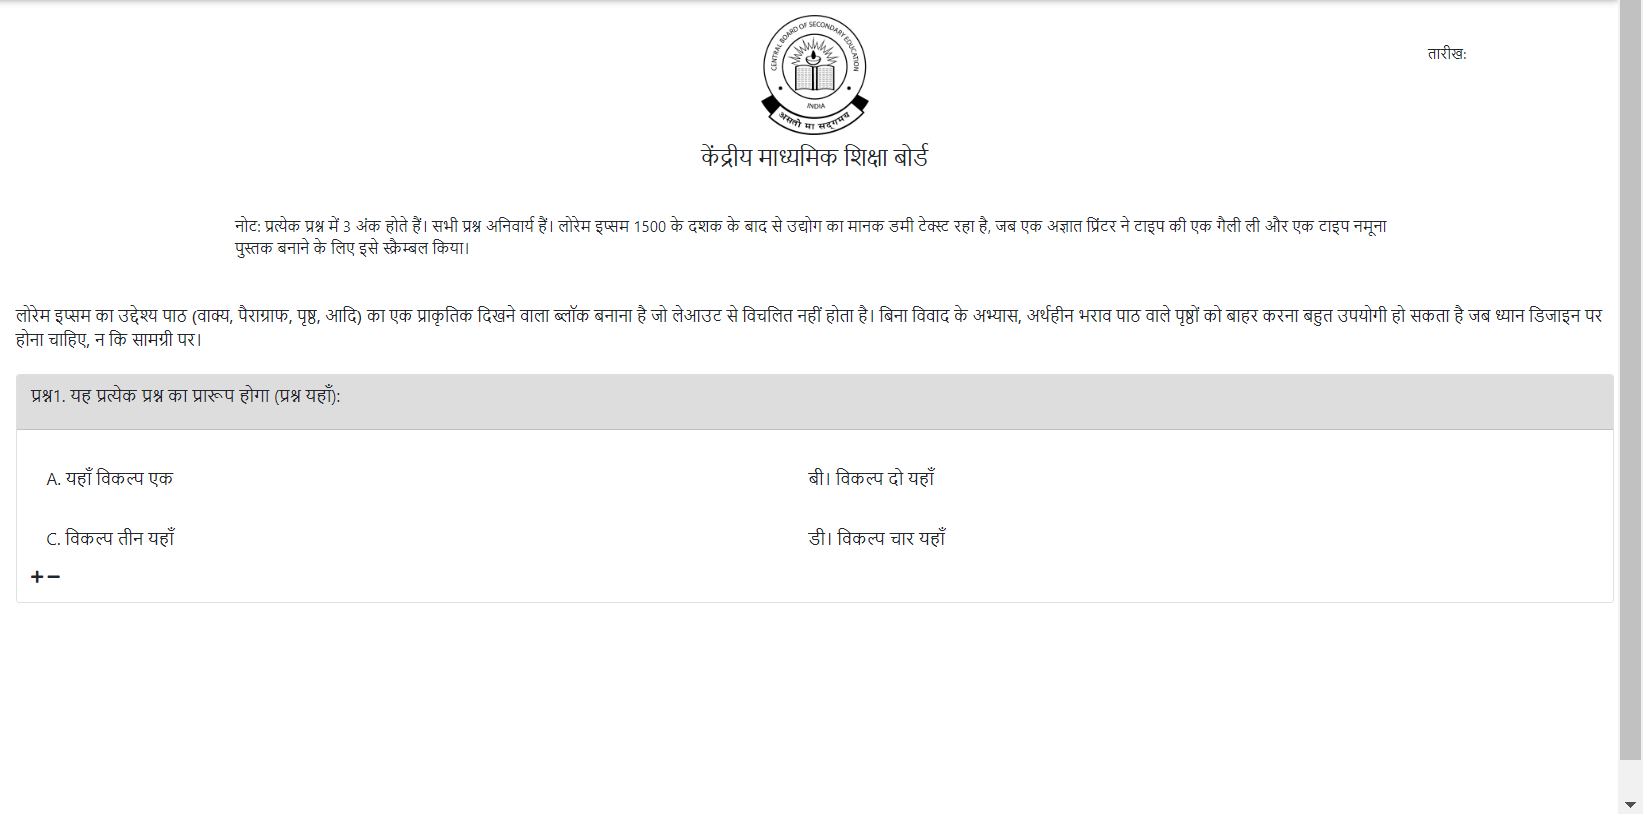 CENTRAL BOARD OF SECONDARY EDUCATION
INDIA
असतो मा सद्गमय
तारीख:
केंद्रीय माध्यमिक शिक्षा बोर्ड
नोट: प्रत्येक प्रश्न में 3 अंक होते हैं। सभी प्रश्न अनिवार्य हैं। लोरेम इप्सम 1500 के दशक के बाद से उद्योग का मानक डमी टेक्स्ट रहा है, जब एक अज्ञात प्रिंटर ने टाइप की एक गैली ली और एक टाइप नमूना
पुस्तक बनाने के लिए इसे स्क्रैम्बल किया।
लोरेम इप्सम का उद्देश्य पाठ (वाक्य, पैराग्राफ, पृष्ठ, आदि) का एक प्राकृतिक दिखने वाला ब्लॉक बनाना है जो लेआउट से विचलित नहीं होता है। बिना विवाद के अभ्यास, अर्थहीन भराव पाठ वाले पृष्ठों को बाहर करना बहुत उपयोगी हो सकता है जब ध्यान डिजाइन पर
होना चाहिए, न कि सामग्री पर।
प्रश्न1. यह प्रत्येक प्रश्न का प्रारूप होगा (प्रश्न यहाँ):
A. यहाँ विकल्प एक
बी। विकल्प दो यहाँ
C. विकल्प तीन यहाँ
डी। विकल्प चार यहाँ